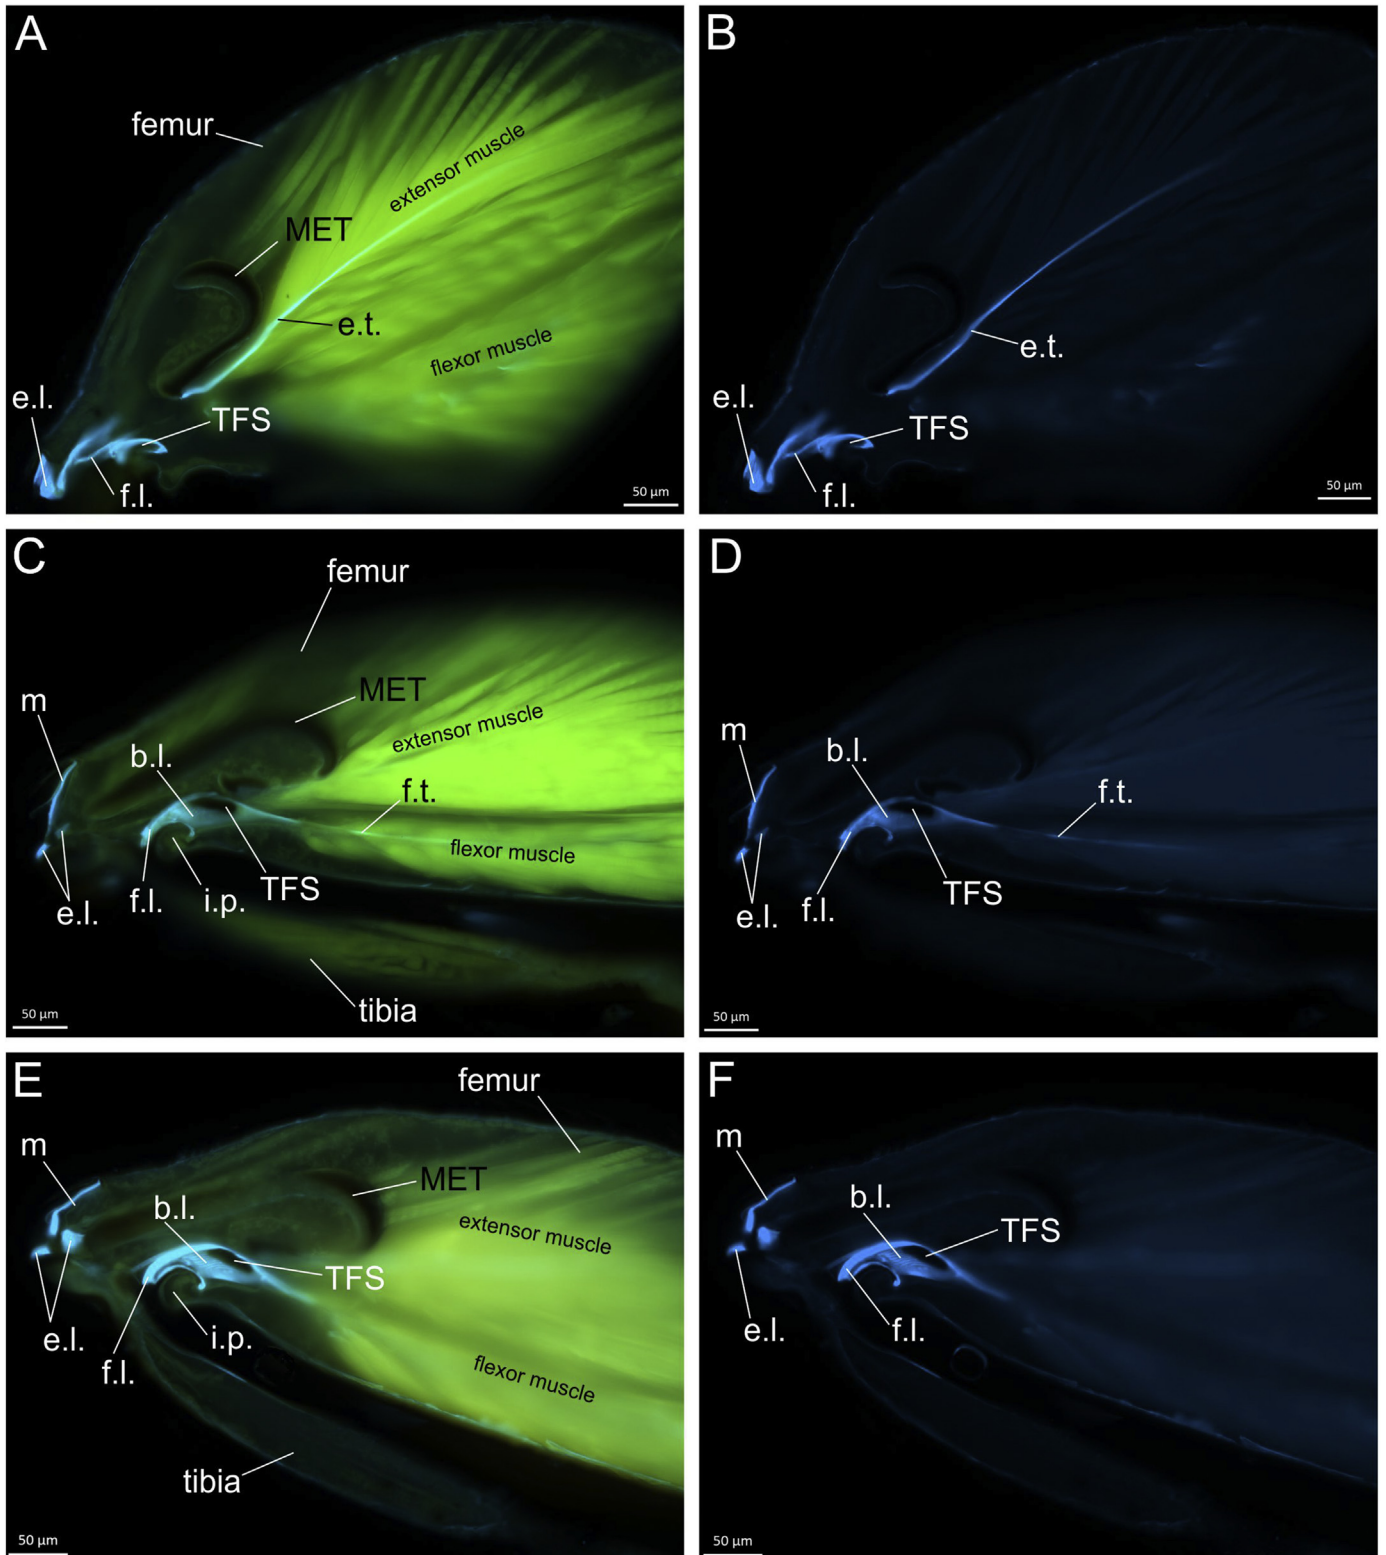 A
femur
extensor muscle
MET
e.t.
flexor muscle
e.l.
TFS
f.l.
50 µm
B
e.t.
e.l.
TFS
f.l.
50 µm
C
femur
m
MET
extensor muscle
b.l.
f.t.
flexor muscle
TFS
f.l.
i.p.
e.l.
tibia
50 µm
D
m
b.l.
f.t.
TFS
f.l.
e.l.
50 µm
E
femur
m
MET
b.l.
extensor muscle
TFS
i.p.
e.l.
f.l.
flexor muscle
tibia
50 µm
F
m
b.l.
TFS
e.l.
f.l.
50 µm